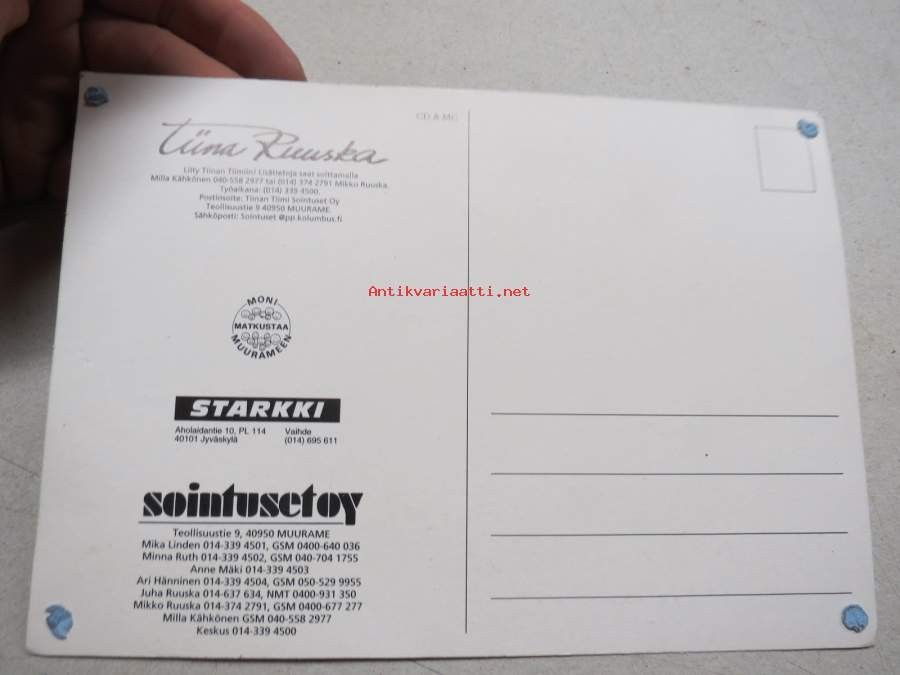 CD & MC
Tiina Ruuska
Liity Tiinan Tiimiin! Lisätietoja saat soittamalla
Milla Kähkönen 040-558 2977 tai (014) 374 2791 Mikko Ruuska.
Työaikana: (014) 339 4500.
Postiosoite: Tiinan Tiimi Sointuset Oy
Teollisuustie 9 40950 MUURAME.
Sähköposti: Sointuset @pp.kolumbus.fi
Antikvariaatti.net
MONI
MATKUSTAA
MUURAMEEN
STARKKI
Aholaidantie 10, PL 114 Vaihde
40101 Jyväskylä (014) 695 611
sointusetoy
Teollisuustie 9, 40950 MUURAME
Mika Linden 014-339 4501, GSM 0400-640 036
Minna Ruth 014-339 4502, GSM 040-704 1755
Anne Mäki 014-339 4503
Ari Hänninen 014-339 4504, GSM 050-529 9955
Juha Ruuska 014-637 634, NMT 0400-931 350
Mikko Ruuska 014-374 2791, GSM 0400-677 277
Milla Kähkönen GSM 040-558 2977
Keskus 014-339 4500